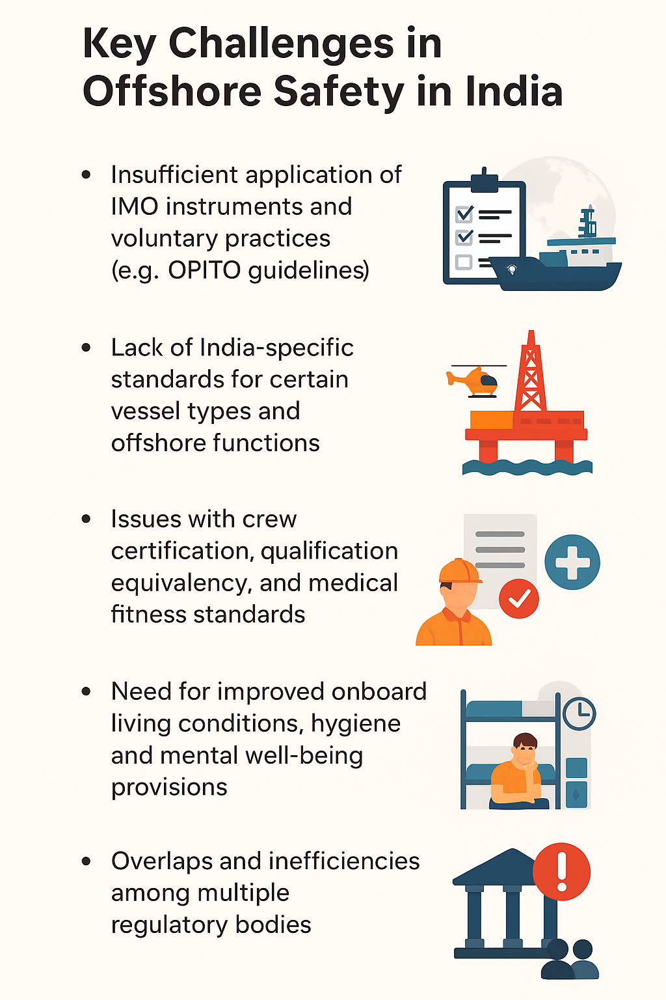 Key Challenges in
Offshore Safety in India
• Insufficient application of
IMO instruments and
voluntary practices
(e.g. OPITO guidelines)
• Lack of India-specific
standards for certain
vessel types and
offshore functions
• Issues with crew
certification, qualification
equivalency, and medical
fitness standards
• Need for improved onboard
living conditions, hygiene
and mental well-being
provisions
• Overlaps and inefficiencies
among multiple
regulatory bodies